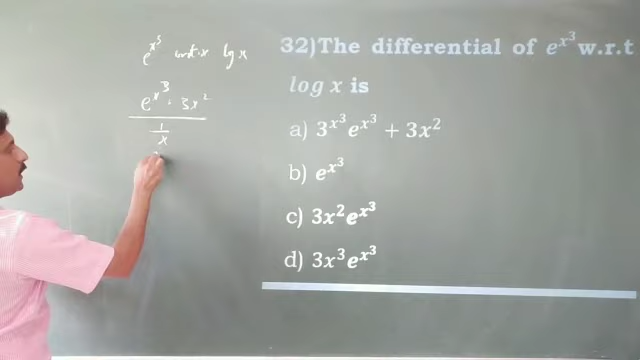 e^{x^3} w.r.t.x log x
e^{x^3} · 3x^2
1
x
32)The differential of e^{x^3} w.r.t
log x is
a) 3^{x^3} e^{x^3} + 3x^2
b) e^{x^3}
c) 3x^2 e^{x^3}
d) 3x^3 e^{x^3}